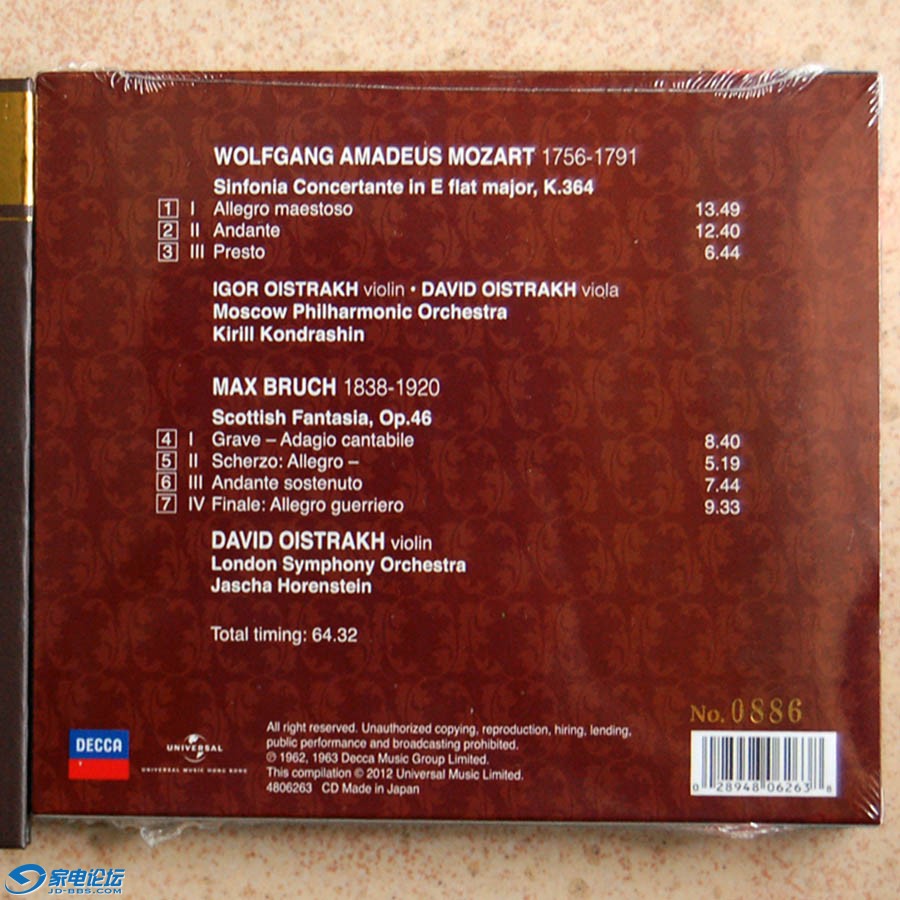 WOLFGANG AMADEUS MOZART 1756-1791
Sinfonia Concertante in E flat major, K.364
1 I Allegro maestoso 13.49
2 II Andante 12.40
3 III Presto 6.44
IGOR OISTRAKH violin • DAVID OISTRAKH viola
Moscow Philharmonic Orchestra
Kirill Kondrashin
MAX BRUCH 1838-1920
Scottish Fantasia, Op.46
4 I Grave – Adagio cantabile 8.40
5 II Scherzo: Allegro – 5.19
6 III Andante sostenuto 7.44
7 IV Finale: Allegro guerriero 9.33
DAVID OISTRAKH violin
London Symphony Orchestra
Jascha Horenstein
Total timing: 64.32
No. 0886
DECCA
UNIVERSAL
UNIVERSAL MUSIC HONG KONG
All right reserved. Unauthorized copying, reproduction, hiring, lending,
public performance and broadcasting prohibited.
℗ 1962, 1963 Decca Music Group Limited.
This compilation © 2012 Universal Music Limited.
4806263 CD Made in Japan
0 28948 06263 8
家电论坛
JD-BBS.COM